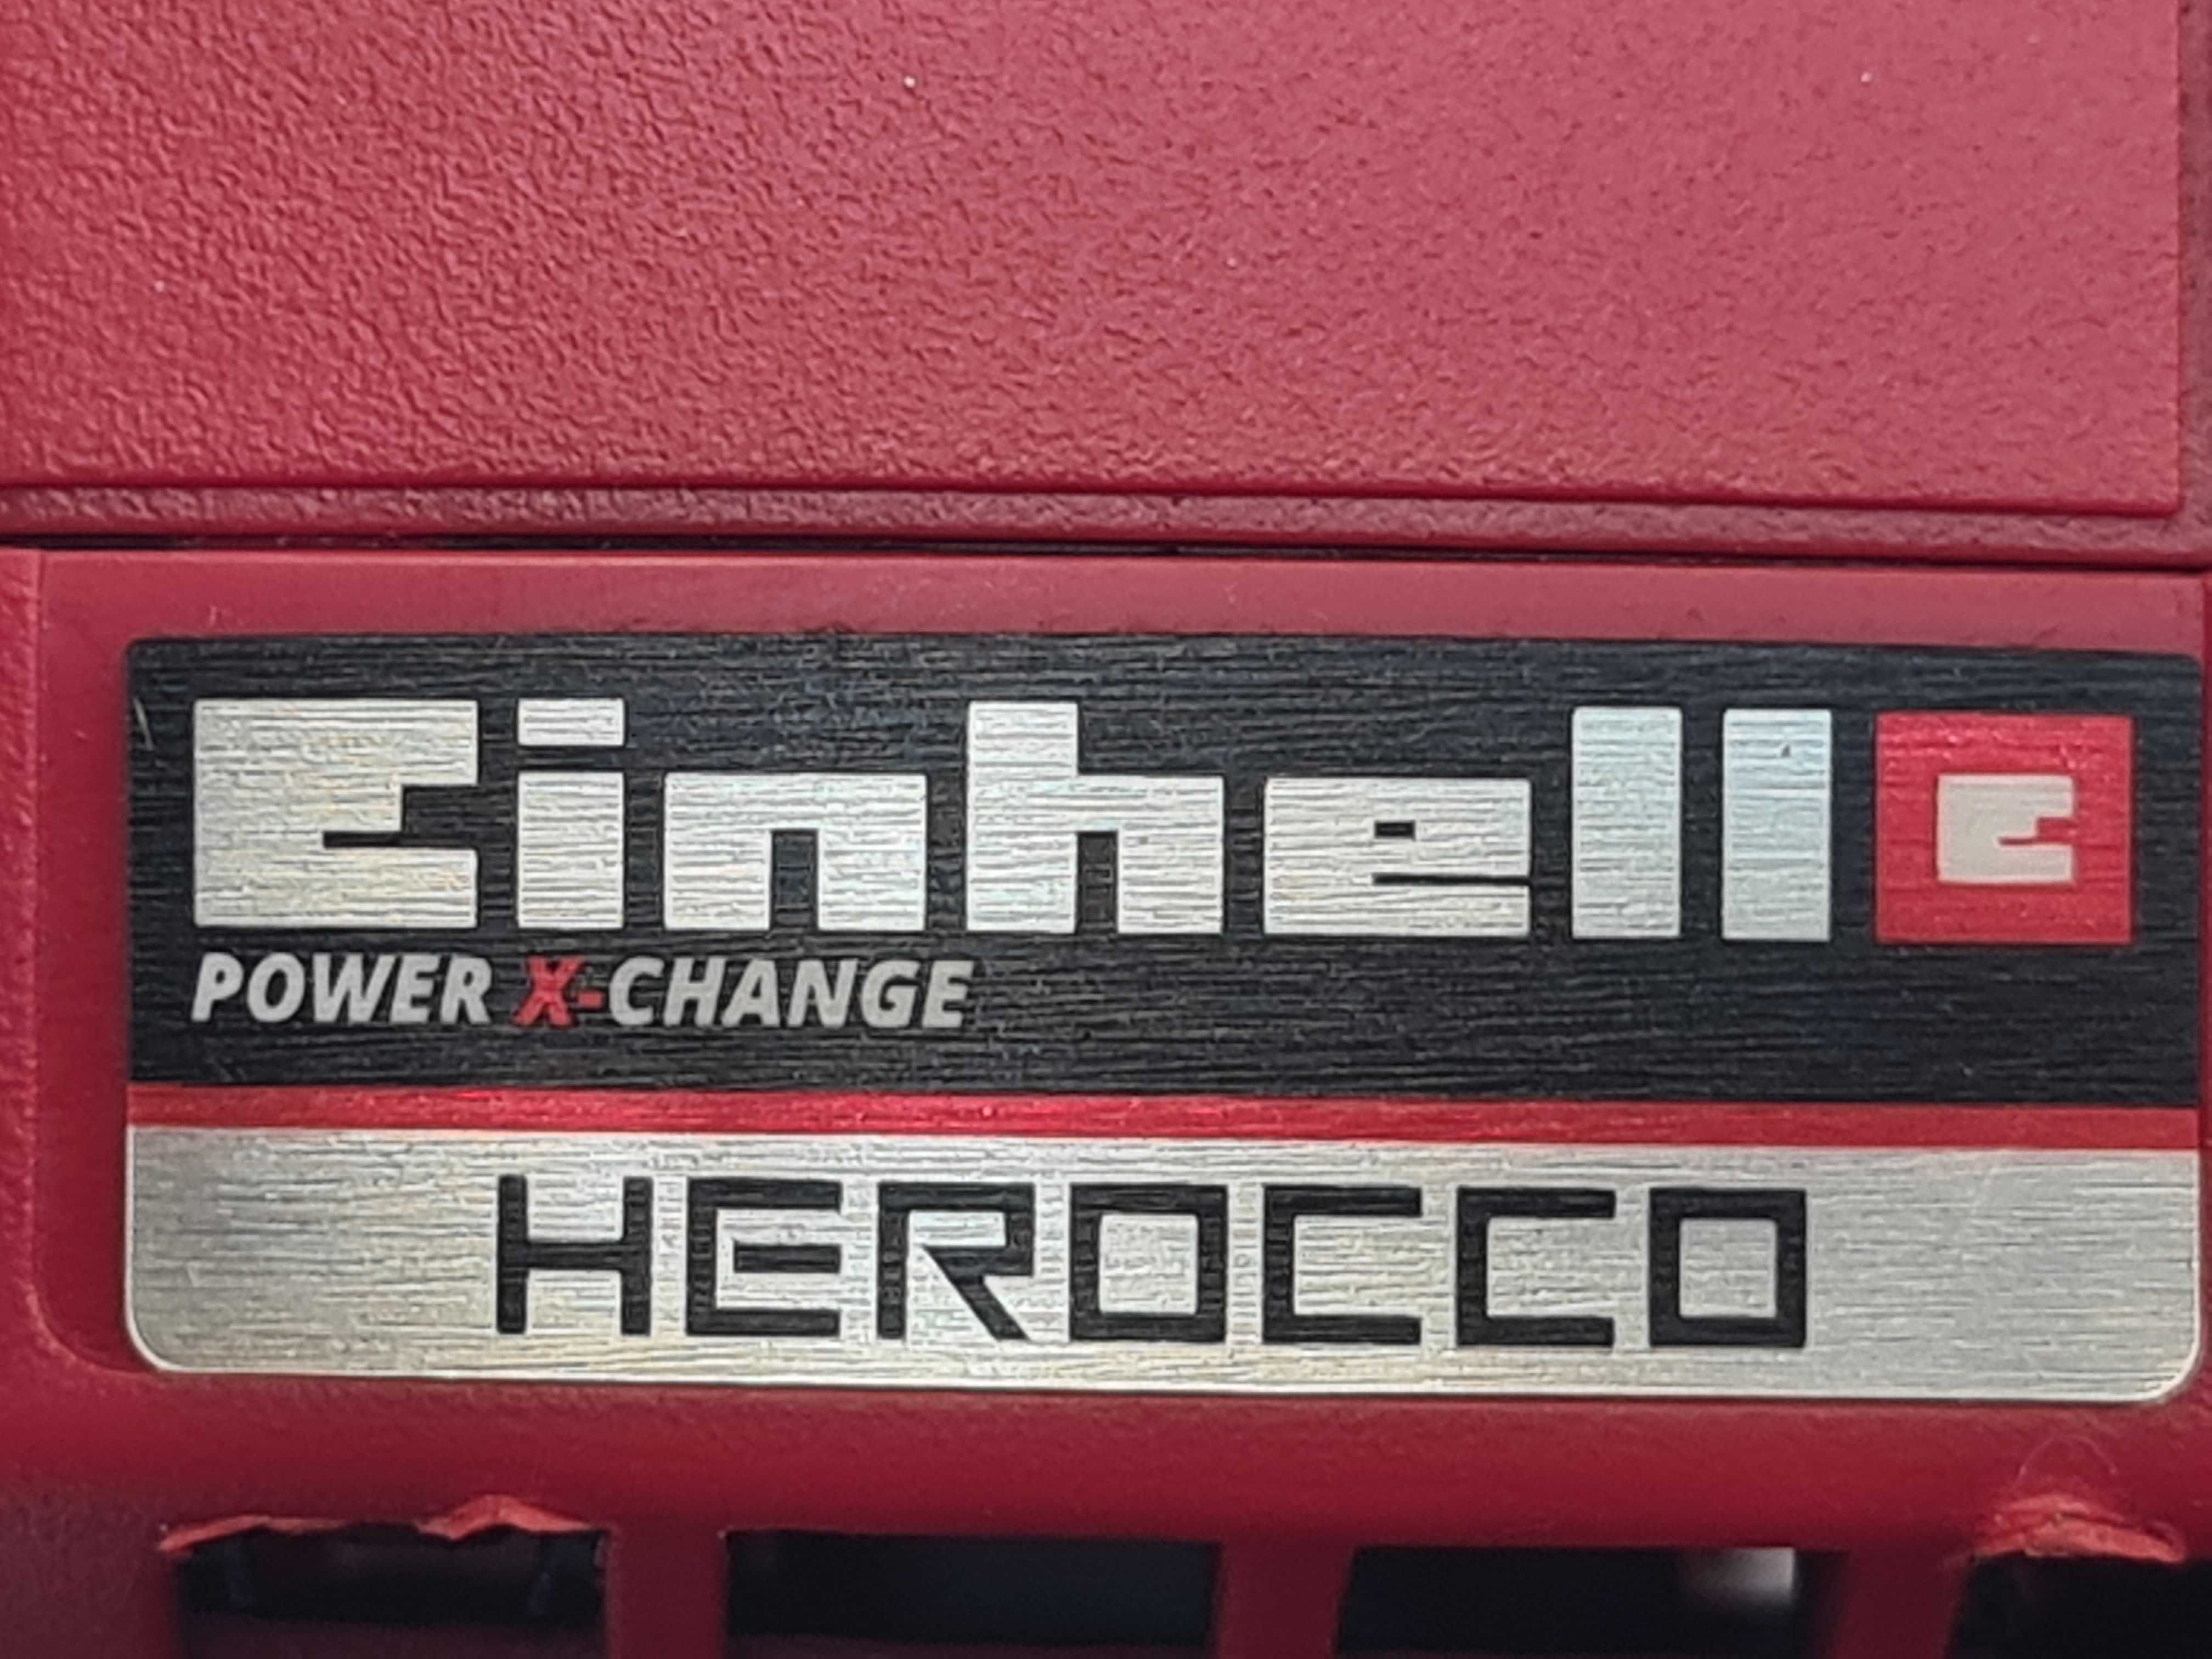 Einhell E
POWER X-CHANGE
HEROCCO